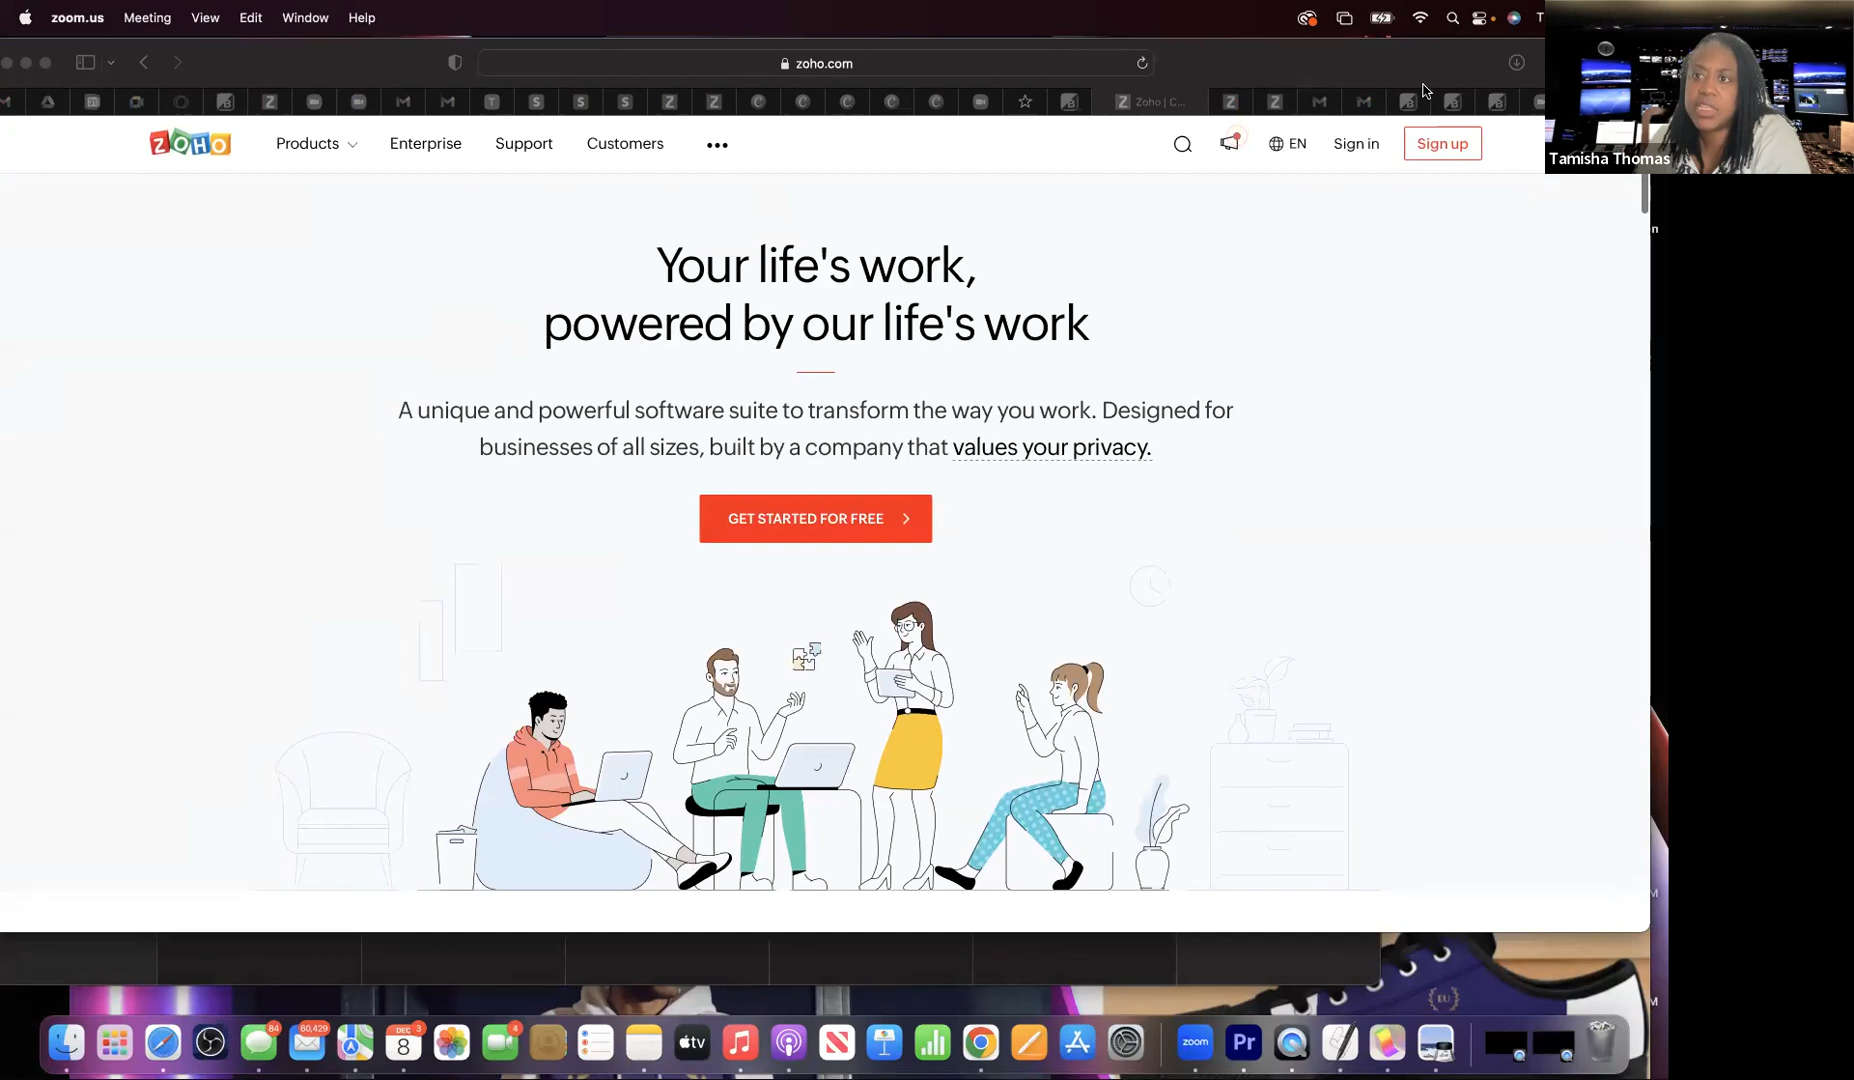 zoom.us Meeting View Edit Window Help
zoho.com
Zoho | C...
ZOHO Products Enterprise Support Customers ••• EN Sign in Sign up
Tamisha Thomas
Your life's work,
powered by our life's work
A unique and powerful software suite to transform the way you work. Designed for
businesses of all sizes, built by a company that values your privacy.
GET STARTED FOR FREE
EU
84
60,429
DEC
8
3
4
tv
zoom
Pr